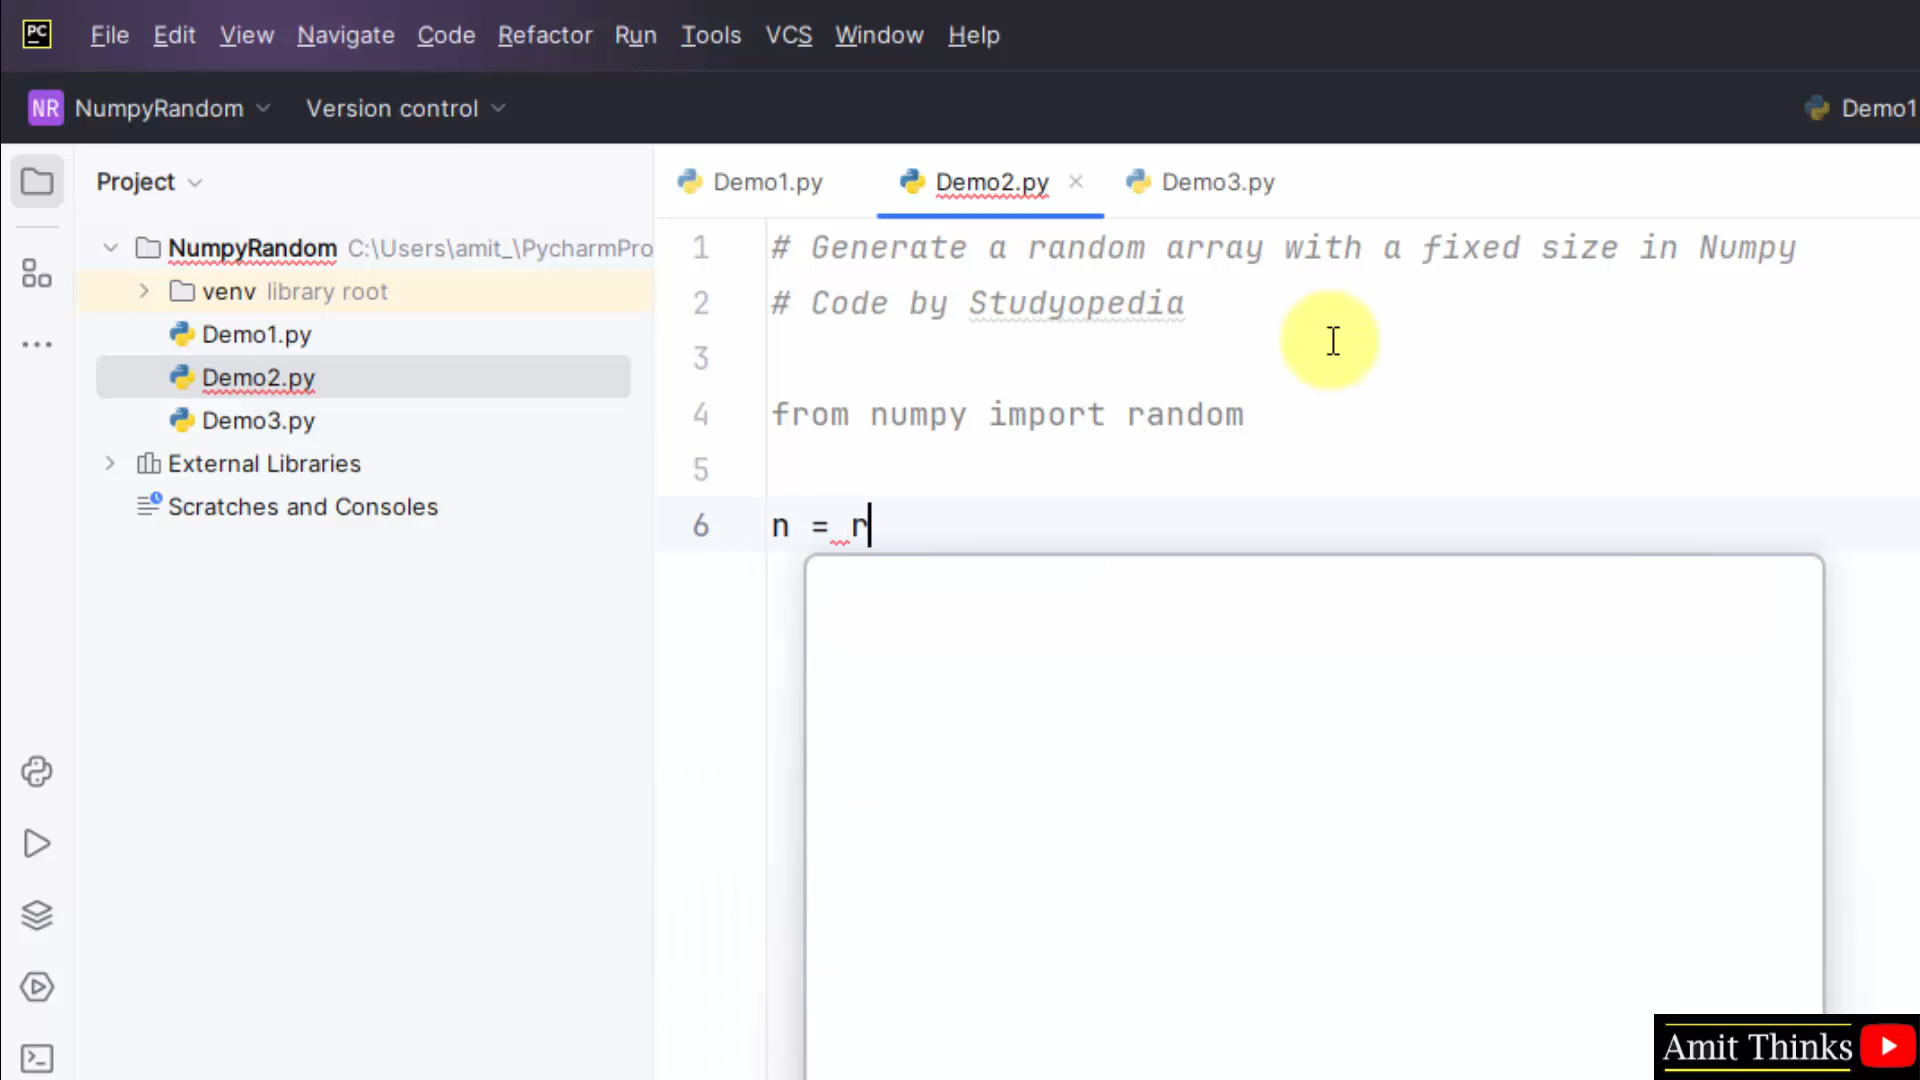 PC
File Edit View Navigate Code Refactor Run Tools VCS Window Help
NR NumpyRandom Version control Demo1
Project
Demo1.py Demo2.py Demo3.py
NumpyRandom C:\Users\amit_\PycharmPro
venv library root
Demo1.py
Demo2.py
Demo3.py
External Libraries
Scratches and Consoles
1 # Generate a random array with a fixed size in Numpy
2 # Code by Studyopedia
3
4 from numpy import random
5
6 n = r
Amit Thinks